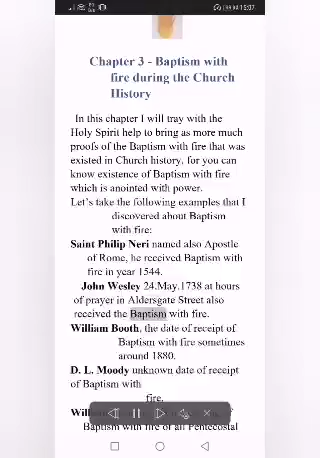 15:07
Chapter 3 - Baptism with
fire during the Church
History
In this chapter I will tray with the
Holy Spirit help to bring as more much
proofs of the Baptism with fire that was
existed in Church history, for you can
know existence of Baptism with fire
which is anointed with power.
Let's take the following examples that I
discovered about Baptism
with fire:
Saint Philip Neri named also Apostle
of Rome, he received Baptism with
fire in year 1544.
John Wesley 24.May.1738 at hours
of prayer in Aldersgate Street also
received the Baptism with fire.
William Booth, the date of receipt of
Baptism with fire sometimes
around 1880.
D. L. Moody unknown date of receipt
of Baptism with
fire.
Baptism with fire of all Pentecostal